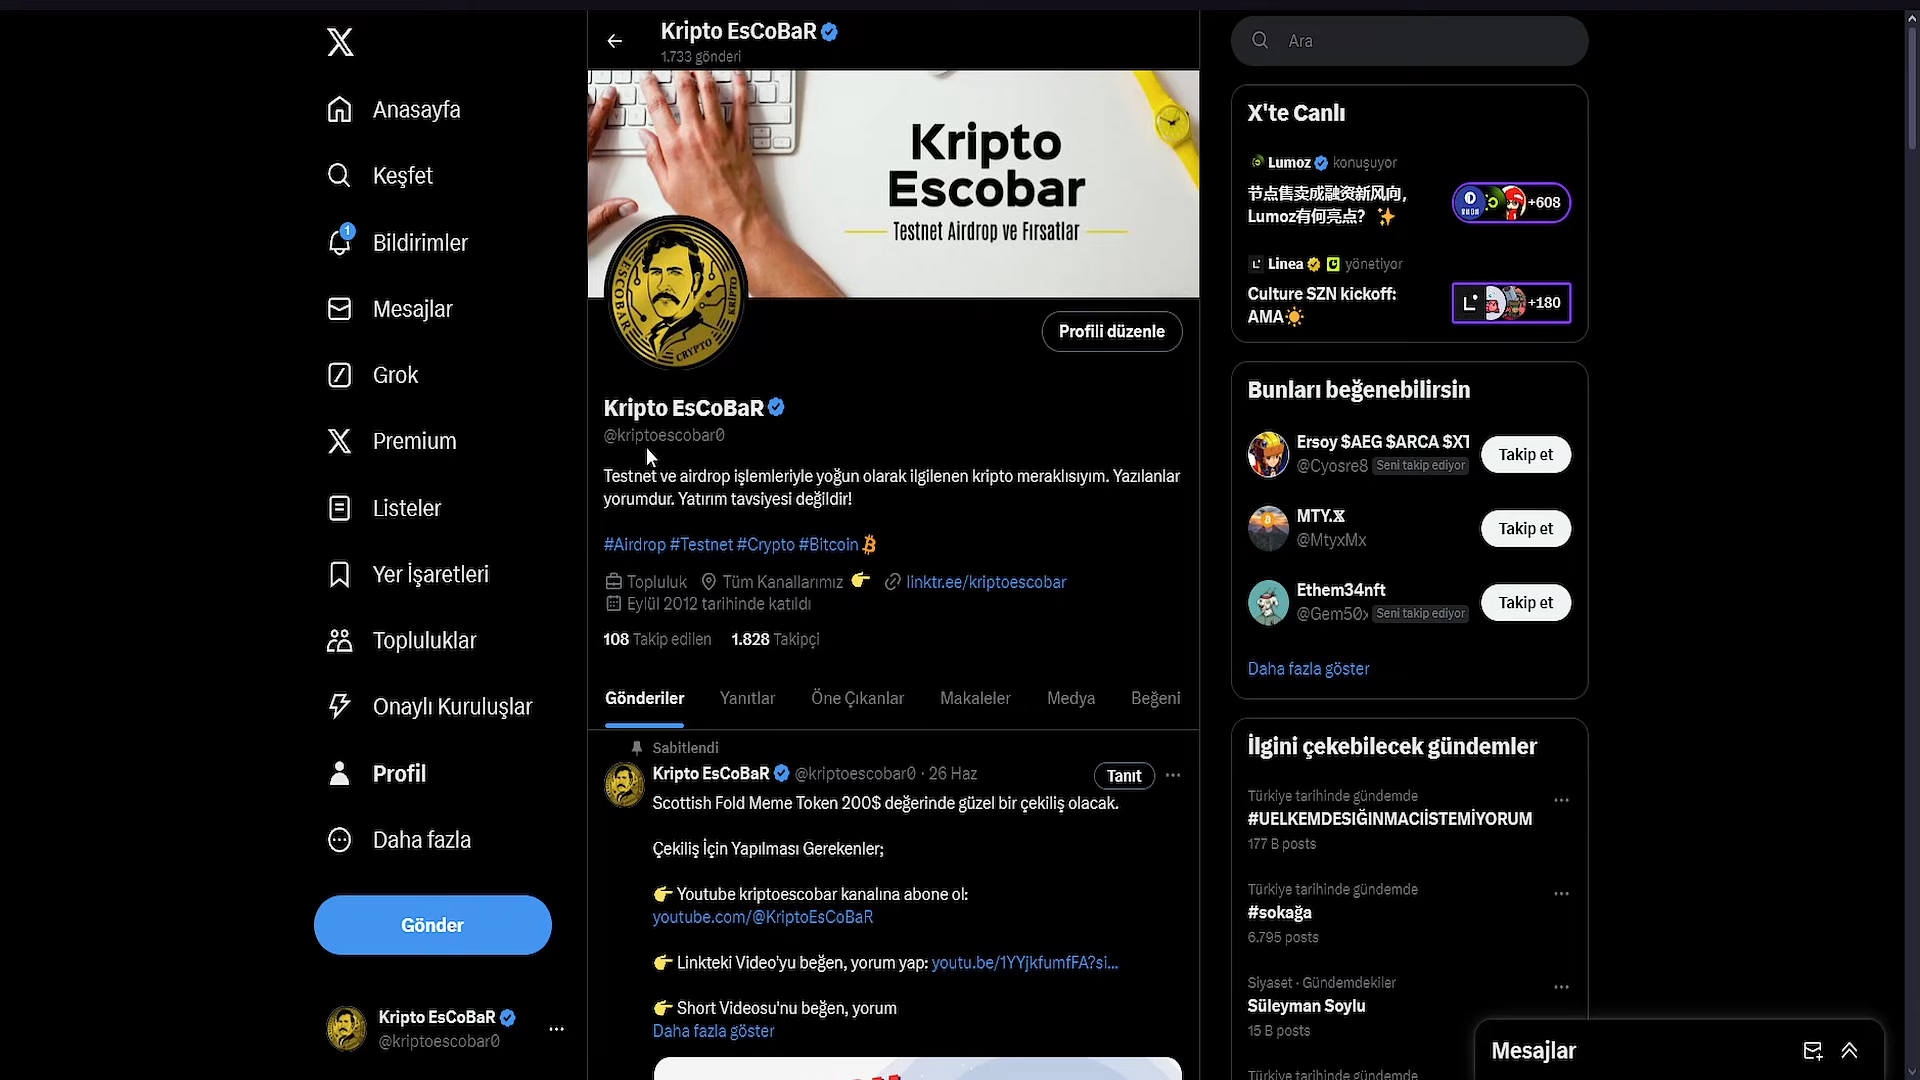 Anasayfa
Keşfet
1
Bildirimler
Mesajlar
Grok
Premium
Listeler
Yer İşaretleri
Topluluklar
Onaylı Kuruluşlar
Profil
Daha fazla
Gönder
Kripto EsCoBaR
@kriptoescobar0
Kripto EsCoBaR
1.733 gönderi
Kripto
Escobar
Testnet Airdrop ve Fırsatlar
ESCOBAR
KRİPTO
CRYPTO
Profili düzenle
Kripto EsCoBaR
@kriptoescobar0
Testnet ve airdrop işlemleriyle yoğun olarak ilgilenen kripto meraklısıyım. Yazılanlar
yorumdur. Yatırım tavsiyesi değildir!
#Airdrop #Testnet #Crypto #Bitcoin
Topluluk Tüm Kanallarımız 👉 linktr.ee/kriptoescobar
Eylül 2012 tarihinde katıldı
108 Takip edilen 1.828 Takipçi
Gönderiler Yanıtlar Öne Çıkanlar Makaleler Medya Beğeni
Sabitlendi
Kripto EsCoBaR @kriptoescobar0 · 26 Haz
Tanıt
Scottish Fold Meme Token 200$ değerinde güzel bir çekiliş olacak.
Çekiliş İçin Yapılması Gerekenler;
👉 Youtube kriptoescobar kanalına abone ol:
youtube.com/@KriptoEsCoBaR
👉 Linkteki Video'yu beğen, yorum yap: youtu.be/1YYjkfumfFA?si...
👉 Short Videosu'nu beğen, yorum
Daha fazla göster
Ara
X'te Canlı
Lumoz konuşuyor
节点售卖成融资新风向,
Lumoz有何亮点? ✨
+608
Linea yönetiyor
Culture SZN kickoff:
AMA☀️
+180
Bunları beğenebilirsin
Ersoy $AEG $ARCA $XT
@Cyosre8 Seni takip ediyor
Takip et
MTY.𝕏
@MtyxMx
Takip et
Ethem34nft
@Gem50x Seni takip ediyor
Takip et
Daha fazla göster
İlgini çekebilecek gündemler
Türkiye tarihinde gündemde
#UELKEMDESIĞINMACIİSTEMİYORUM
177 B posts
Türkiye tarihinde gündemde
#sokağa
6.795 posts
Siyaset · Gündemdekiler
Süleyman Soylu
15 B posts
Türkiye tarihinde gündemde
Mesajlar